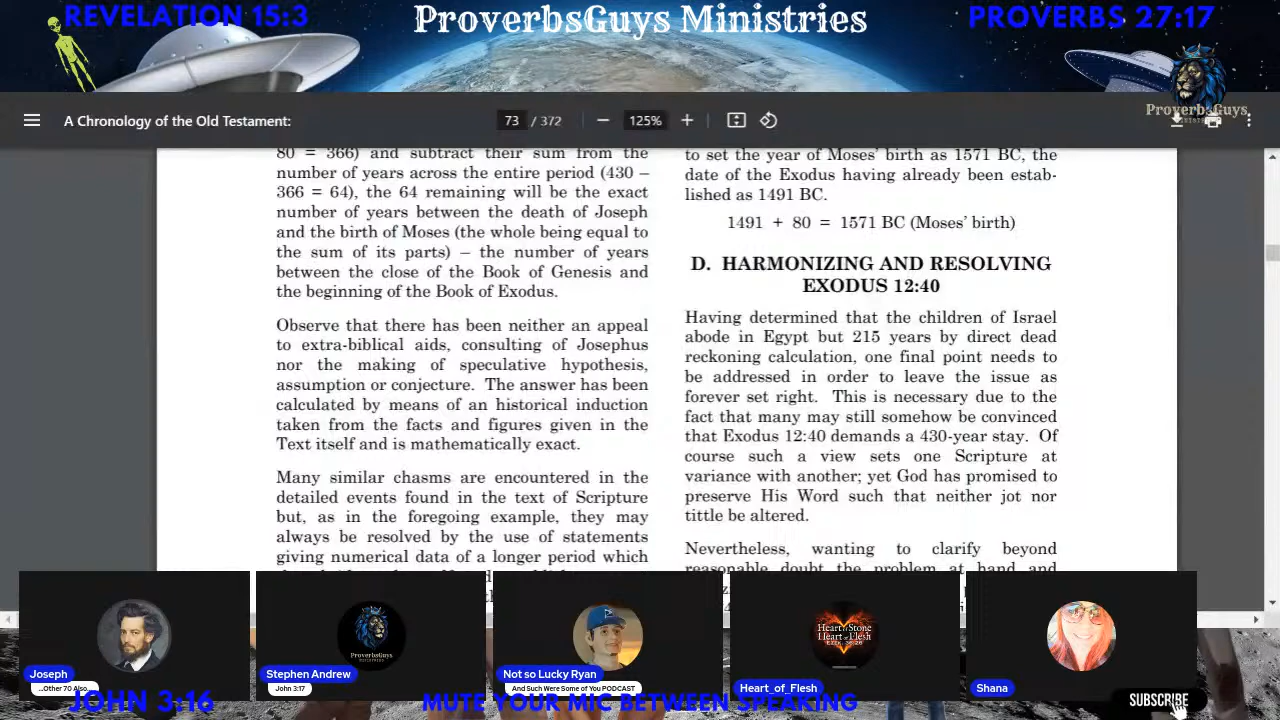 REVELATION 15:3
ProverbsGuys Ministries
PROVERBS 27:17
ProverbsGuys
A Chronology of the Old Testament:
73 / 372
125%
80 = 366) and subtract their sum from the
number of years across the entire period (430 –
366 = 64), the 64 remaining will be the exact
number of years between the death of Joseph
and the birth of Moses (the whole being equal to
the sum of its parts) – the number of years
between the close of the Book of Genesis and
the beginning of the Book of Exodus.
Observe that there has been neither an appeal
to extra-biblical aids, consulting of Josephus
nor the making of speculative hypothesis,
assumption or conjecture. The answer has been
calculated by means of an historical induction
taken from the facts and figures given in the
Text itself and is mathematically exact.
Many similar chasms are encountered in the
detailed events found in the text of Scripture
but, as in the foregoing example, they may
always be resolved by the use of statements
giving numerical data of a longer period which
to set the year of Moses' birth as 1571 BC, the
date of the Exodus having already been estab-
lished as 1491 BC.
1491 + 80 = 1571 BC (Moses' birth)
D. HARMONIZING AND RESOLVING
EXODUS 12:40
Having determined that the children of Israel
abode in Egypt but 215 years by direct dead
reckoning calculation, one final point needs to
be addressed in order to leave the issue as
forever set right. This is necessary due to the
fact that many may still somehow be convinced
that Exodus 12:40 demands a 430-year stay. Of
course such a view sets one Scripture at
variance with another; yet God has promised to
preserve His Word such that neither jot nor
tittle be altered.
Nevertheless, wanting to clarify beyond
reasonable doubt the problem at hand and
Joseph
...Other 70 Also..
ProverbsGuys
Stephen Andrew
John 3:17
Not so Lucky Ryan
And Such Were Some of You PODCAST
Heart of Stone
Heart of Flesh
Heart_of_Flesh
Shana
JOHN 3:16
MUTE YOUR MIC BETWEEN SPEAKING
SUBSCRIBE